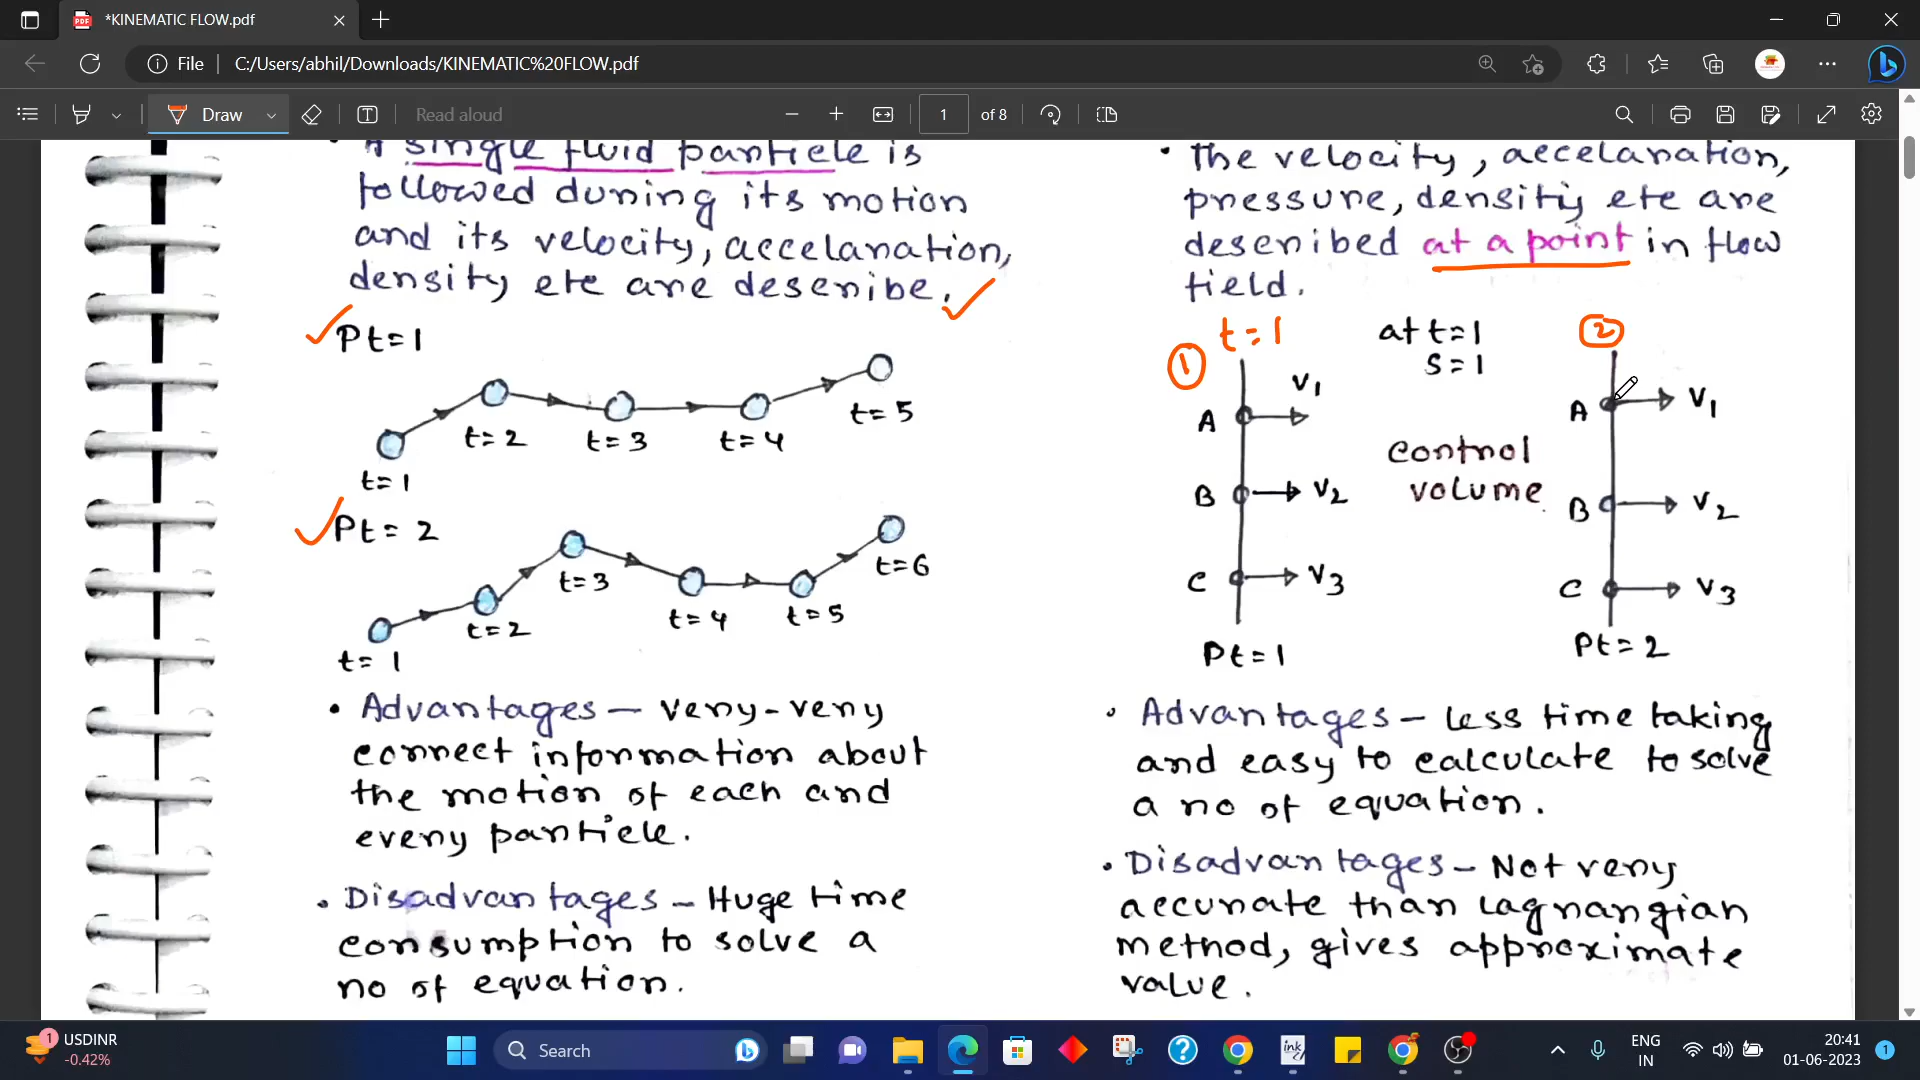 *KINEMATIC FLOW.pdf
File
C:/Users/abhil/Downloads/KINEMATIC%20FLOW.pdf
Draw
Read aloud
1 of 8
A single fluid particle is
followed during its motion
and its velocity, accelaration,
density etc are describe.
Pt=1
t=1
t=2
t=3
t=4
t=5
Pt=2
t=1
t=2
t=3
t=4
t=5
t=6
• Advantages – Very-very
correct information about
the motion of each and
every particle.
• Disadvantages – Huge time
consumption to solve a
no of equation.
• The velocity, accelaration,
pressure, density etc are
described at a point in flow
field.
t=1
1
at t=1
S=1
2
A V1
B V2
C V3
Pt=1
control
volume
A V1
B V2
C V3
Pt=2
• Advantages – Less time taking
and easy to calculate to solve
a no of equation.
• Disadvantages – Not very
accurate than Lagrangian
method, gives approximate
value.
1
USDINR
-0.42%
Search
ink
ENG
IN
20:41
01-06-2023
1